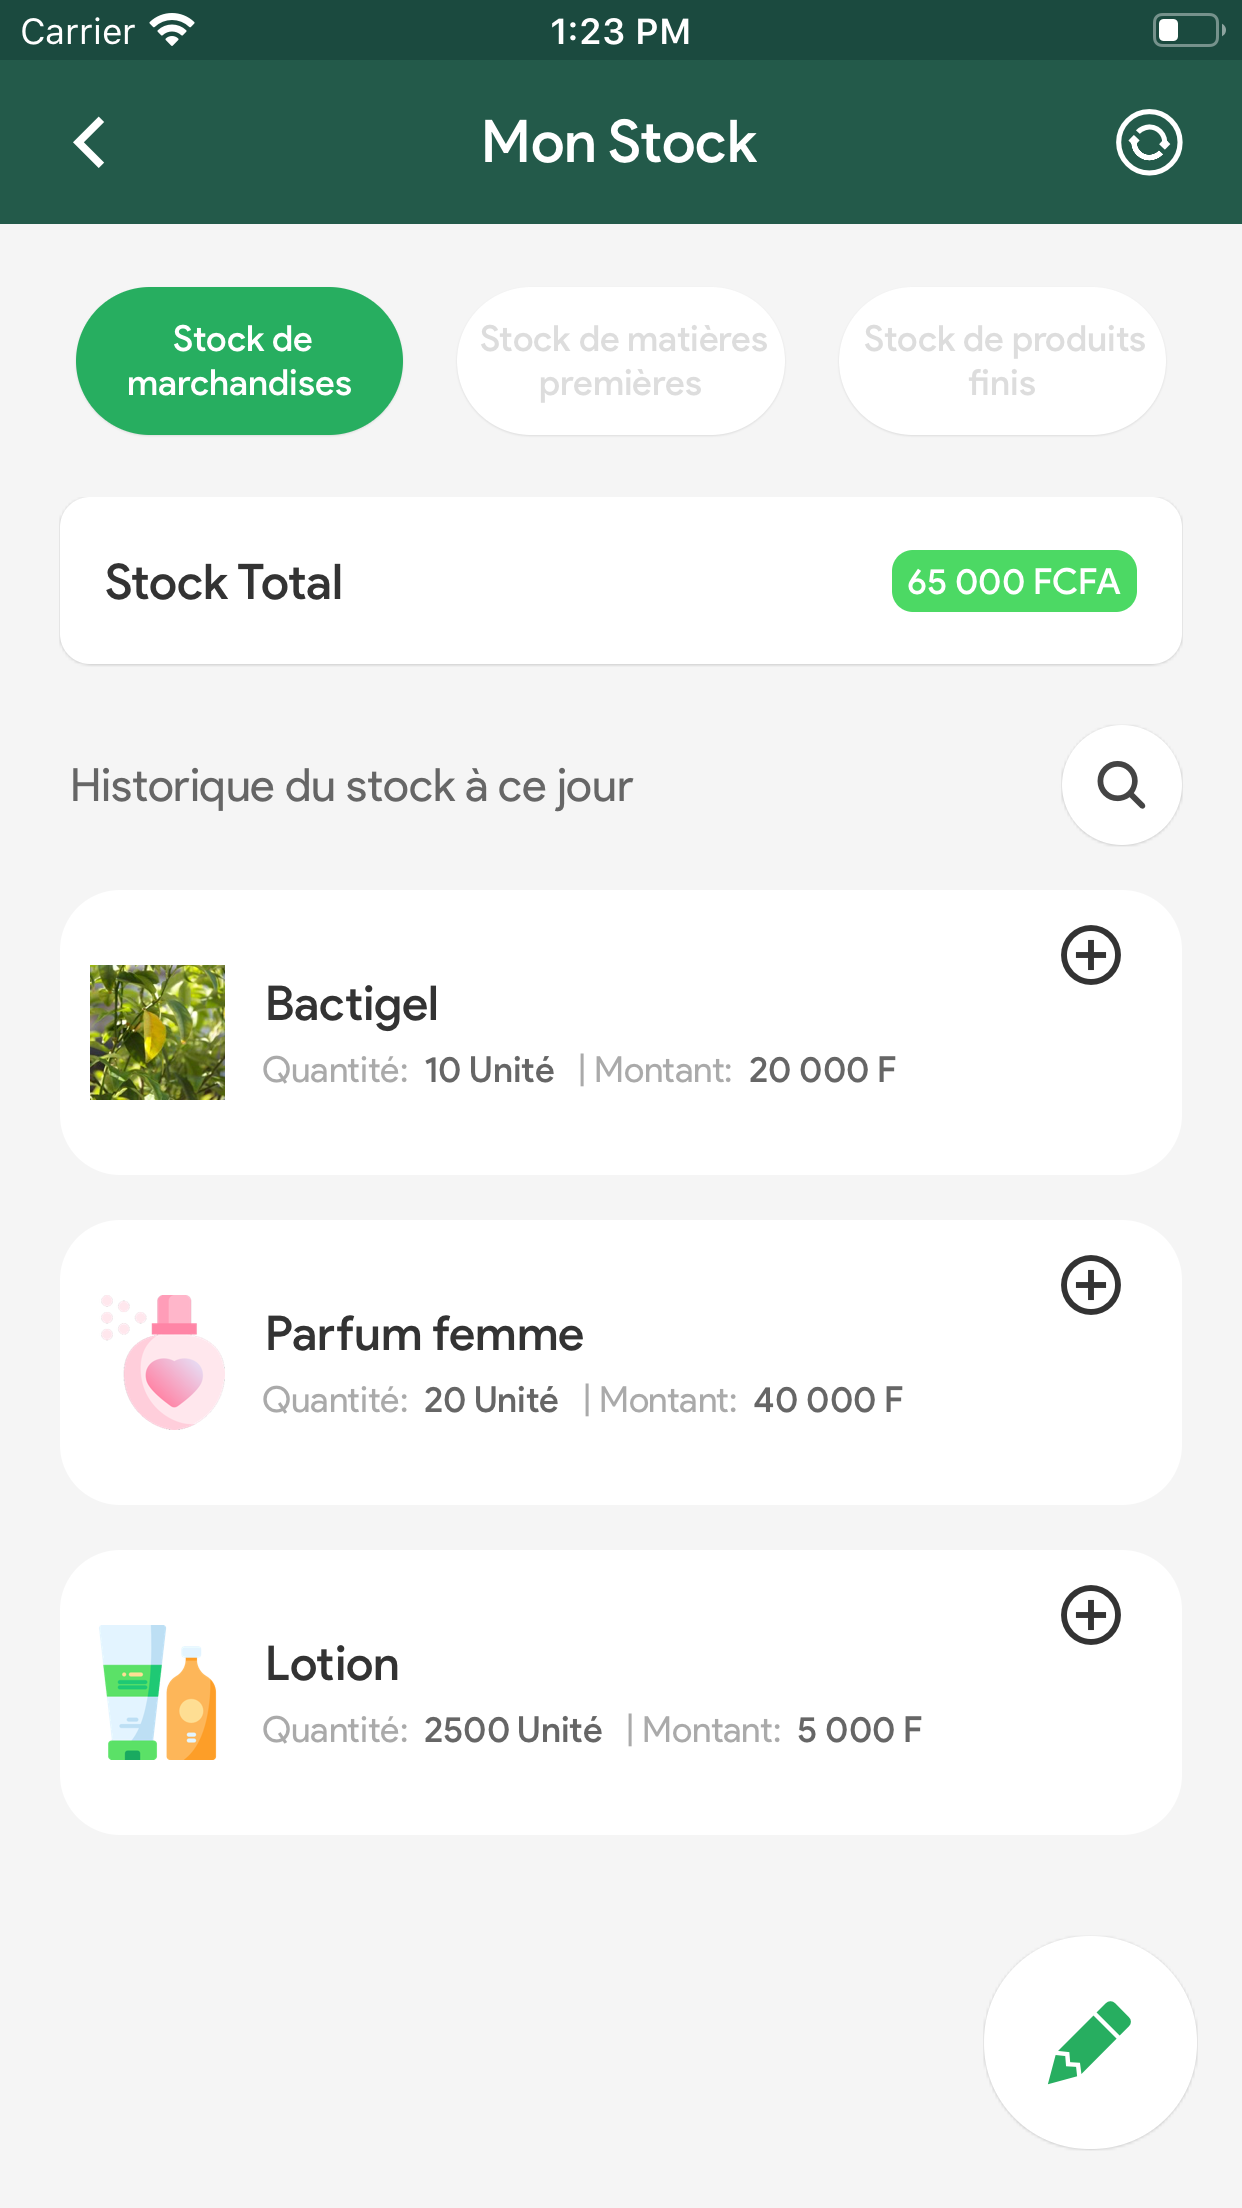 Carrier 1:23 PM
Mon Stock
Stock de
marchandises
Stock de matières
premières
Stock de produits
finis
Stock Total 65 000 FCFA
Historique du stock à ce jour
Bactigel
Quantité: 10 Unité | Montant: 20 000 F
Parfum femme
Quantité: 20 Unité | Montant: 40 000 F
Lotion
Quantité: 2500 Unité | Montant: 5 000 F